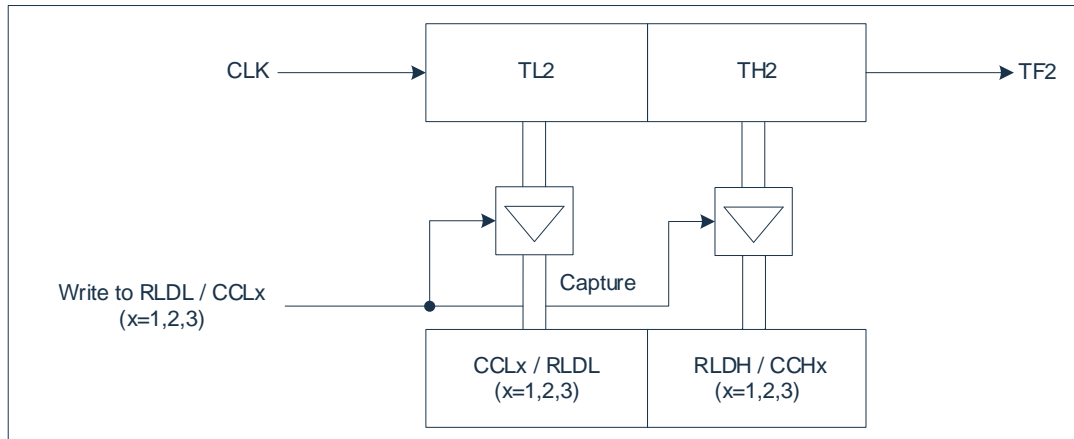 CLK
TL2
TH2
TF2
Capture
Write to RLDL / CCLx
(x=1,2,3)
CCLx / RLDL
(x=1,2,3)
RLDH / CCHx
(x=1,2,3)